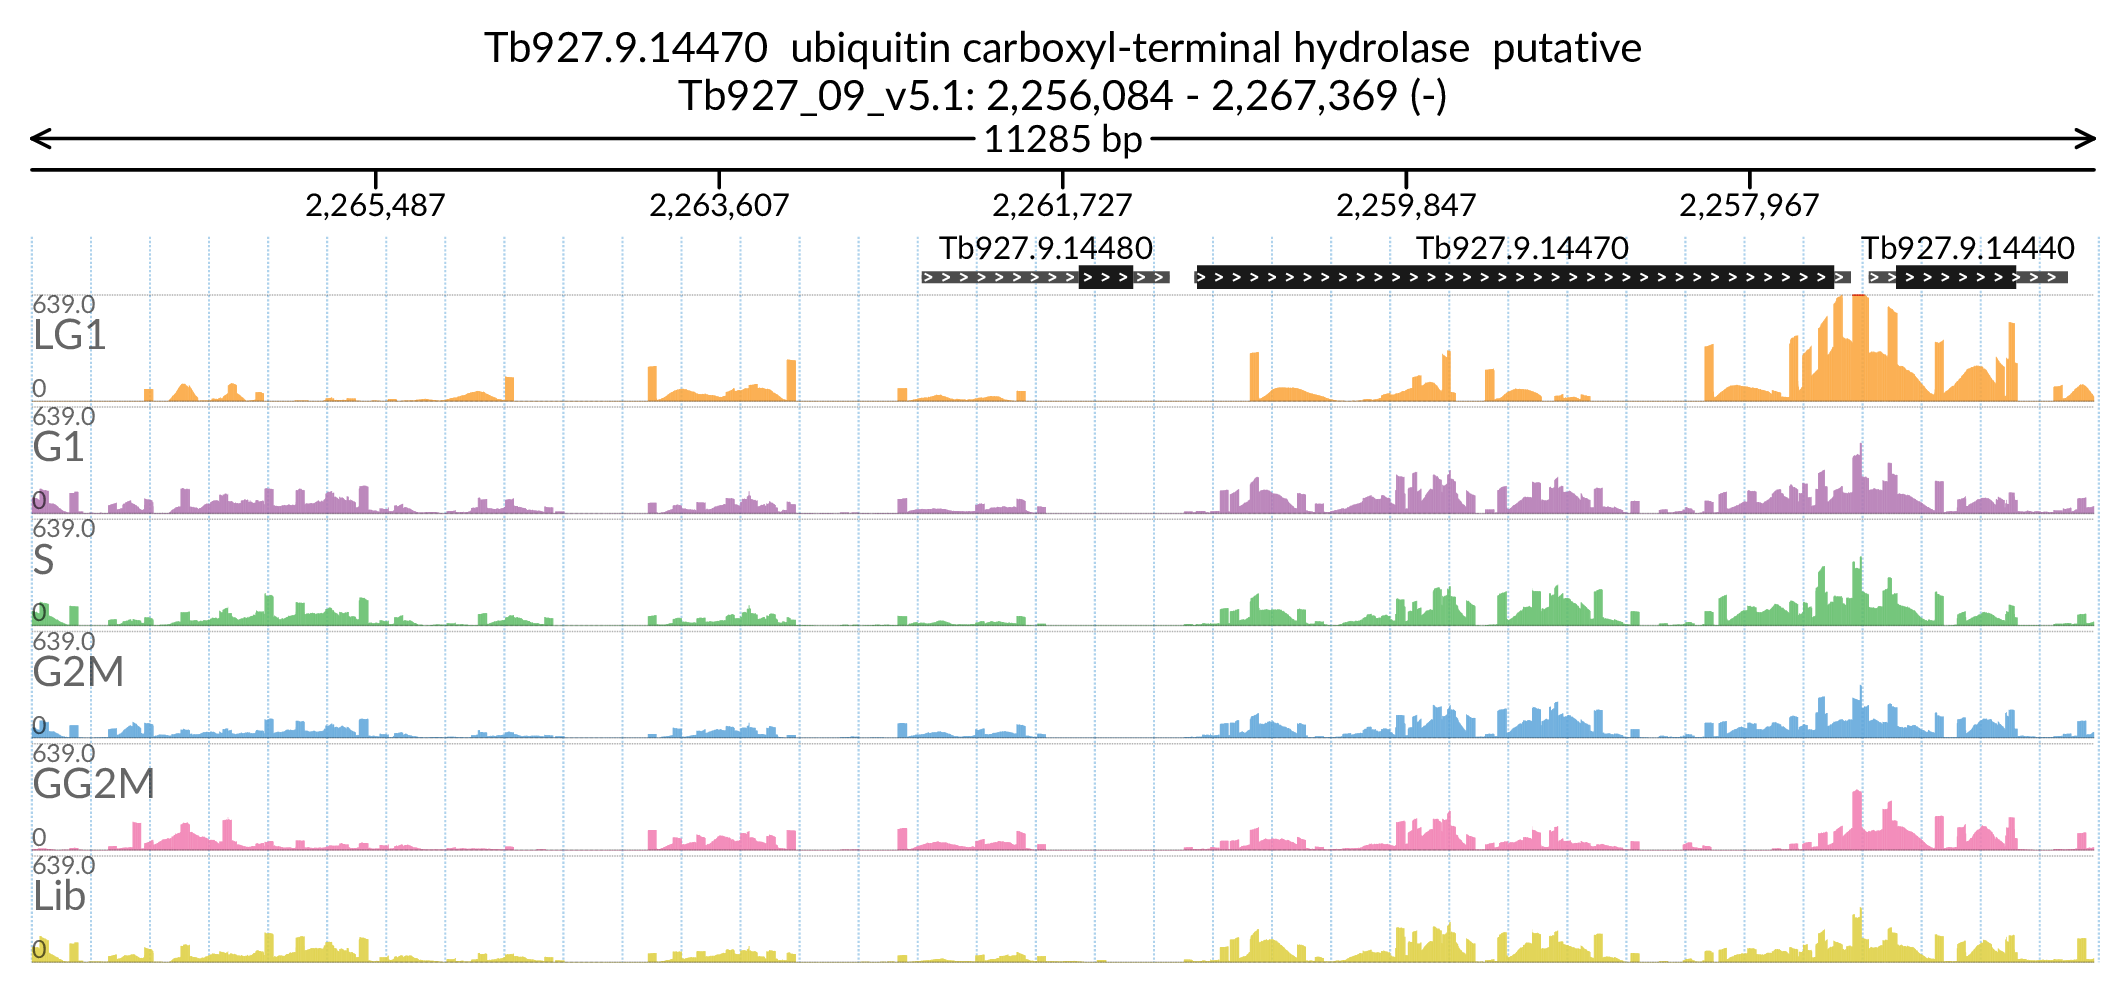 Tb927.9.14470  ubiquitin carboxyl-terminal hydrolase  putative
Tb927_09_v5.1: 2,256,084 - 2,267,369 (-)
11285 bp
2,265,487 2,263,607 2,261,727 2,259,847 2,257,967
Tb927.9.14480 Tb927.9.14470 Tb927.9.14440
639.0
LG1
0
639.0
G1
0
639.0
S
0
639.0
G2M
0
639.0
GG2M
0
639.0
Lib
0